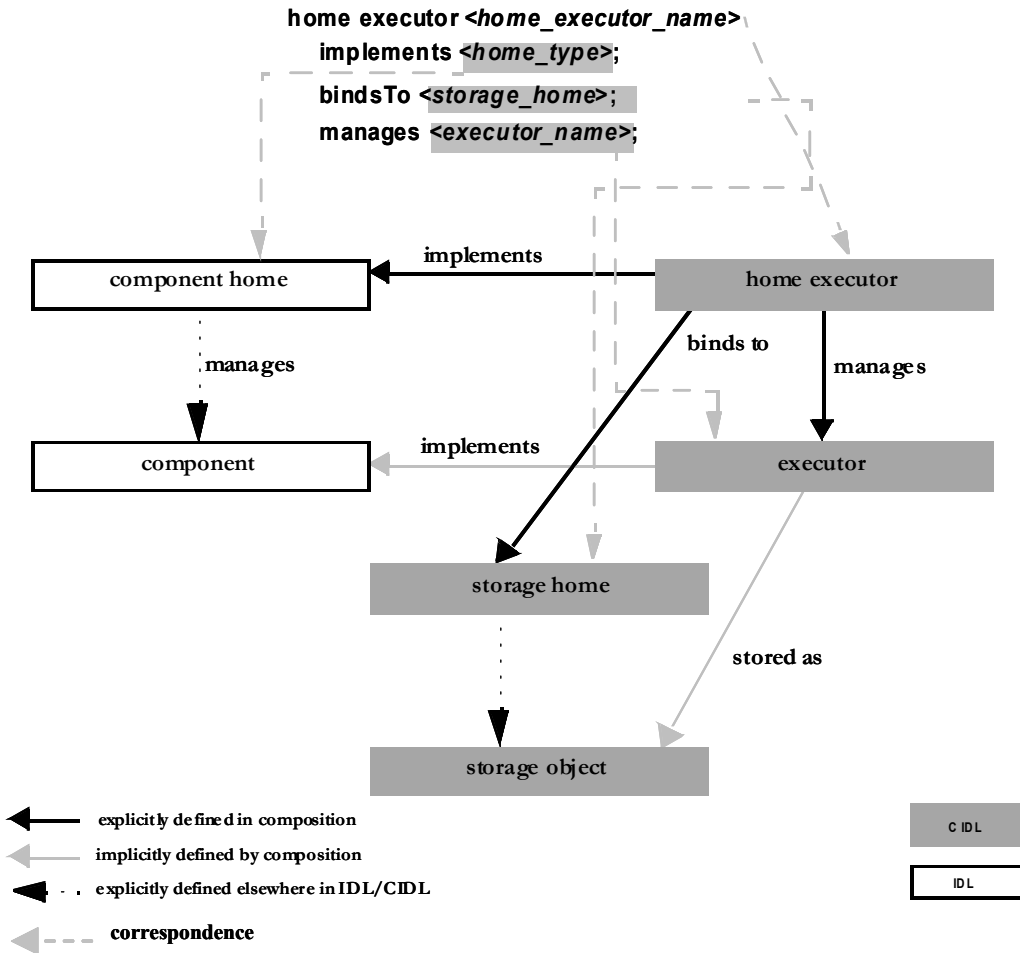 home executor <home_executor_name>
implements <home_type>;
bindsTo <storage_home>;
manages <executor_name>;
implements
component home
home executor
binds to
manages
manages
implements
component
executor
storage home
stored as
storage object
explicitly defined in composition
CIDL
implicitly defined by composition
explicitly defined elsewhere in IDL/CIDL
IDL
correspondence